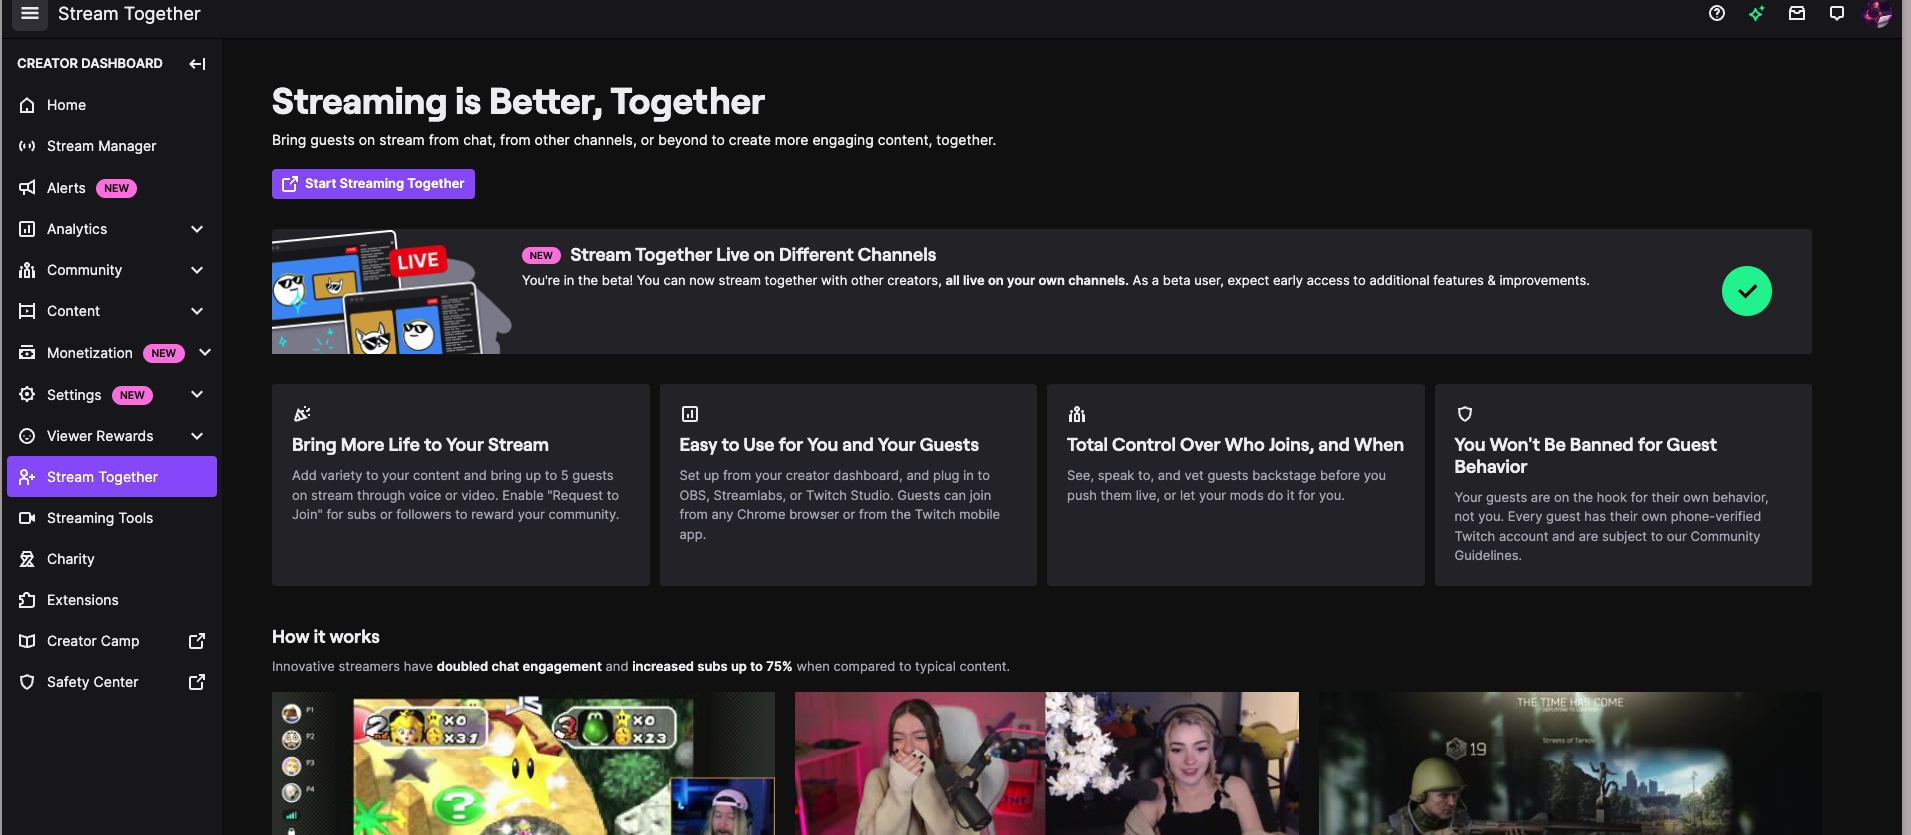 Stream Together
CREATOR DASHBOARD
Home
Stream Manager
Alerts NEW
Analytics
Community
Content
Monetization NEW
Settings NEW
Viewer Rewards
Stream Together
Streaming Tools
Charity
Extensions
Creator Camp
Safety Center
Streaming is Better, Together
Bring guests on stream from chat, from other channels, or beyond to create more engaging content, together.
Start Streaming Together
LIVE
NEW Stream Together Live on Different Channels
You're in the beta! You can now stream together with other creators, all live on your own channels. As a beta user, expect early access to additional features & improvements.
Bring More Life to Your Stream
Add variety to your content and bring up to 5 guests
on stream through voice or video. Enable "Request to
Join" for subs or followers to reward your community.
Easy to Use for You and Your Guests
Set up from your creator dashboard, and plug in to
OBS, Streamlabs, or Twitch Studio. Guests can join
from any Chrome browser or from the Twitch mobile
app.
Total Control Over Who Joins, and When
See, speak to, and vet guests backstage before you
push them live, or let your mods do it for you.
You Won't Be Banned for Guest
Behavior
Your guests are on the hook for their own behavior,
not you. Every guest has their own phone-verified
Twitch account and are subject to our Community
Guidelines.
How it works
Innovative streamers have doubled chat engagement and increased subs up to 75% when compared to typical content.
P1
P2
P3
P4
2 x0
x31
3 x0
x23
THE TIME HAS COME
DEPLOYING TO LOCATION
19
Streets of Tarkov